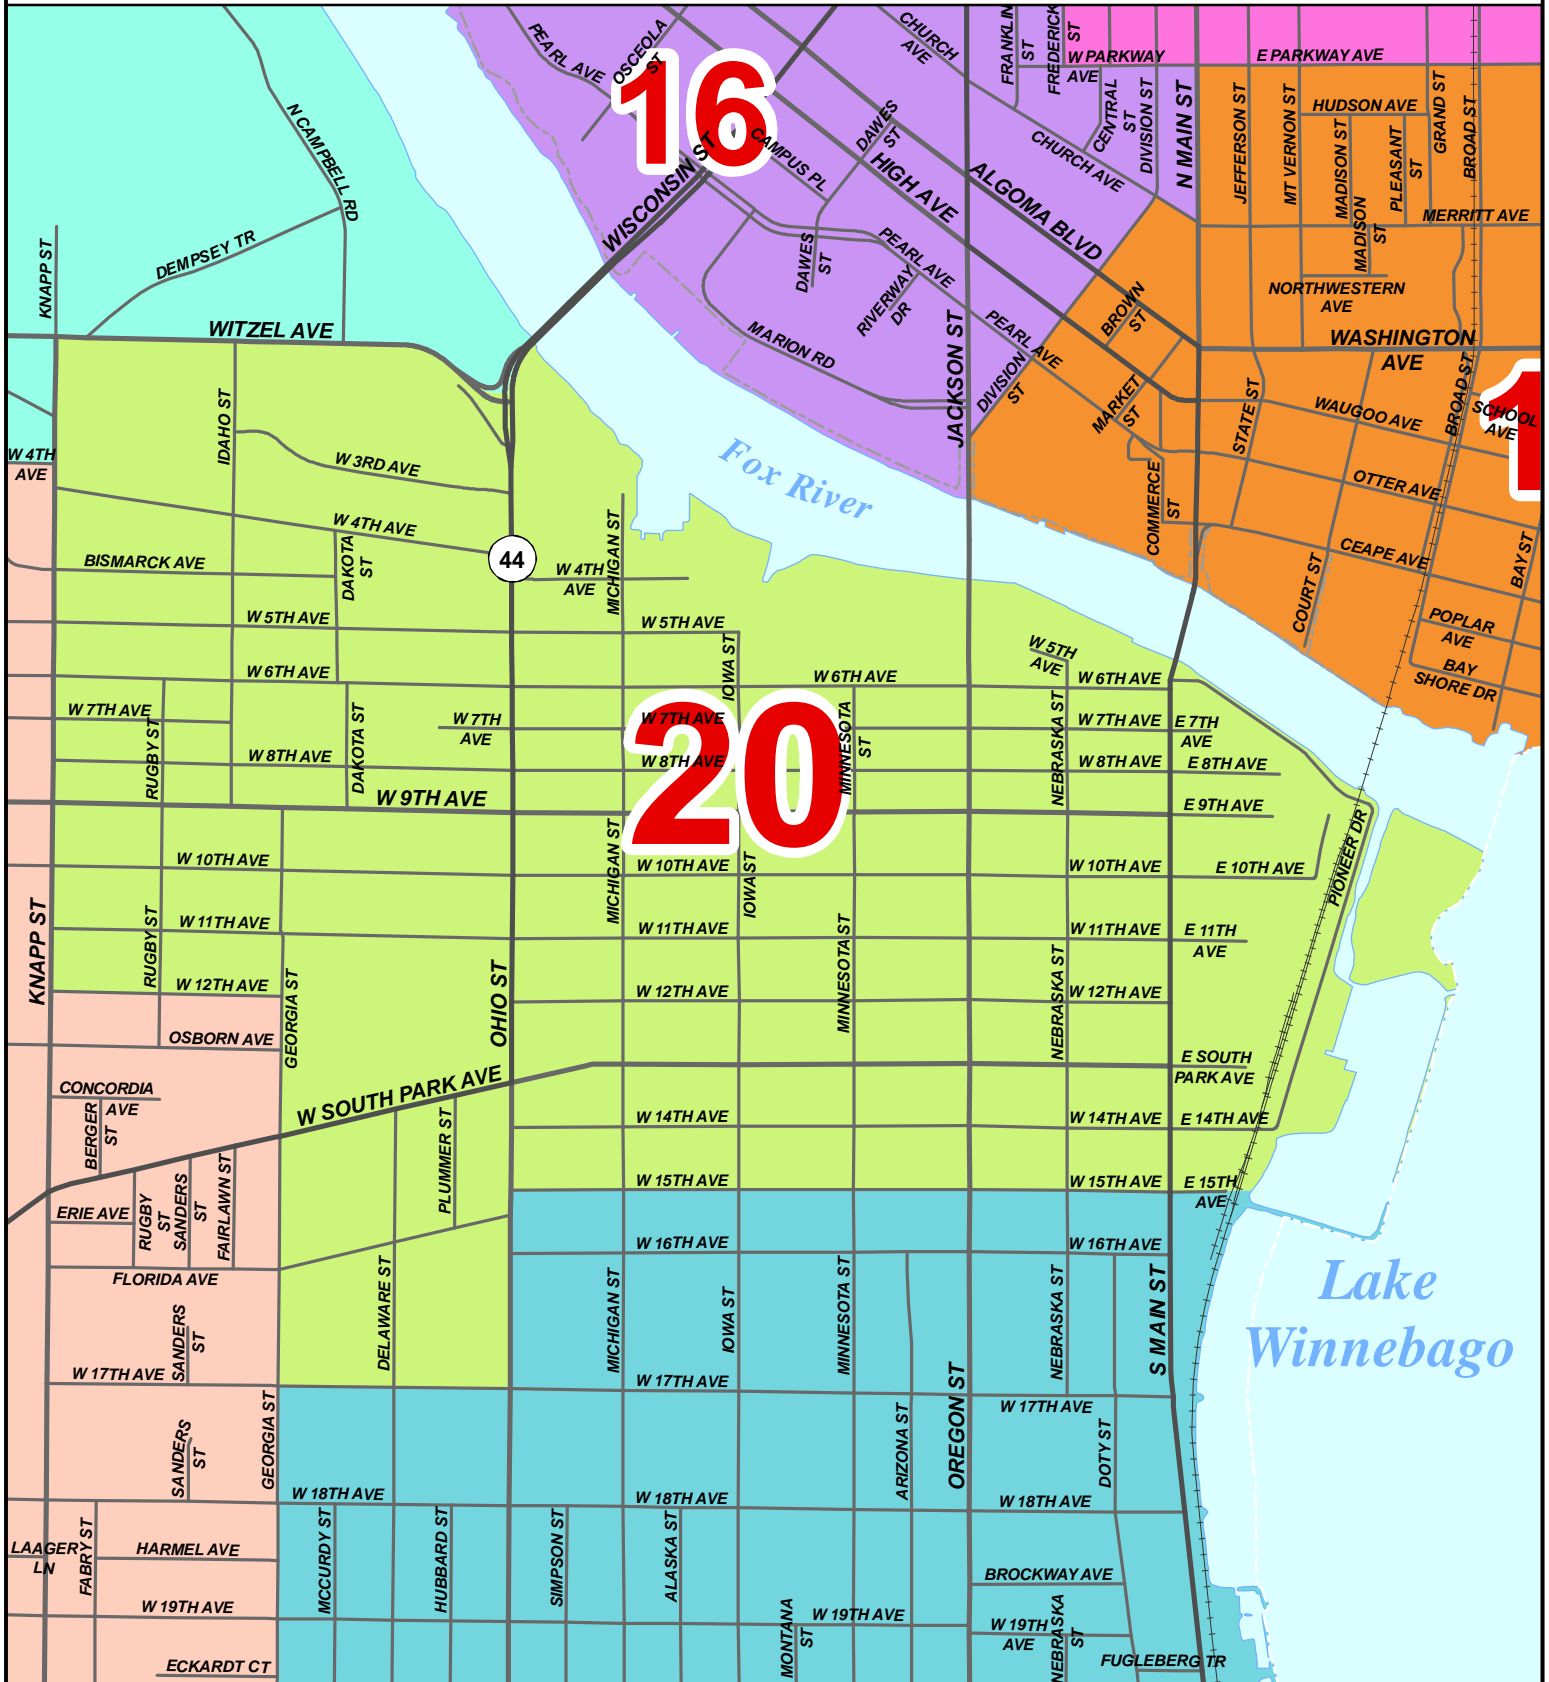 PEARL AVE
OSCEOLA
ST
CHURCH
AVE
FRANKLIN
ST
FREDERICK
ST
W PARKWAY
AVE
E PARKWAY AVE
16
N CAMPBELL RD
DAWES
ST
CENTRAL
ST
DIVISION ST
N MAIN ST
JEFFERSON ST
MT VERNON ST
HUDSON AVE
MADISON ST
PLEASANT
ST
GRAND ST
BROAD ST
CAMPUS PL
HIGH AVE
CHURCH AVE
ALGOMA BLVD
WISCONSIN ST
MERRITT AVE
MADISON
ST
KNAPP ST
DEMPSEY TR
DAWES
ST
PEARL AVE
RIVERWAY
DR
NORTHWESTERN
AVE
BROWN
ST
WITZEL AVE
MARION RD
JACKSON ST
PEARL AVE
WASHINGTON
AVE
DIVISION
ST
MARKET
ST
STATE ST
WAUGOO AVE
BROAD ST
SCHOOL
AVE
1
IDAHO ST
W 4TH
AVE
W 3RD AVE
Fox River
COMMERCE
ST
OTTER AVE
W 4TH AVE
MICHIGAN ST
BISMARCK AVE
DAKOTA
ST
44
W 4TH
AVE
CEAPE AVE
COURT ST
BAY ST
W 5TH AVE
W 5TH AVE
POPLAR
AVE
W 5TH
AVE
IOWA ST
BAY
SHORE DR
W 6TH AVE
W 6TH AVE
W 6TH AVE
W 7TH AVE
RUGBY ST
DAKOTA ST
W 7TH
AVE
20
W 7TH AVE
MINNESOTA
ST
NEBRASKA ST
W 7TH AVE
E 7TH
AVE
W 8TH AVE
W 8TH AVE
W 8TH AVE
E 8TH AVE
W 9TH AVE
E 9TH AVE
PIONEER DR
W 10TH AVE
MICHIGAN ST
W 10TH AVE
IOWA ST
W 10TH AVE
E 10TH AVE
KNAPP ST
RUGBY ST
W 11TH AVE
W 11TH AVE
MINNESOTA ST
W 11TH AVE
E 11TH
AVE
W 12TH AVE
GEORGIA ST
OHIO ST
W 12TH AVE
NEBRASKA ST
W 12TH AVE
OSBORN AVE
E SOUTH
PARK AVE
CONCORDIA
AVE
BERGER
ST
W SOUTH PARK AVE
W 14TH AVE
W 14TH AVE
E 14TH AVE
PLUMMER ST
ERIE AVE
RUGBY
ST
SANDERS
ST
FAIRLAWN ST
W 15TH AVE
W 15TH AVE
E 15TH
AVE
W 16TH AVE
W 16TH AVE
FLORIDA AVE
DELAWARE ST
MICHIGAN ST
IOWA ST
MINNESOTA ST
NEBRASKA ST
S MAIN ST
Lake
Winnebago
SANDERS
ST
W 17TH AVE
W 17TH AVE
W 17TH AVE
SANDERS
ST
GEORGIA ST
ARIZONA ST
OREGON ST
DOTY ST
W 18TH AVE
W 18TH AVE
W 18TH AVE
LAAGER
LN
FABRY ST
HARMEL AVE
MCCURDY ST
HUBBARD ST
SIMPSON ST
ALASKA ST
BROCKWAY AVE
W 19TH AVE
MONTANA
ST
W 19TH AVE
W 19TH
AVE
NEBRASKA
ST
ECKARDT CT
FUGLEBERG TR